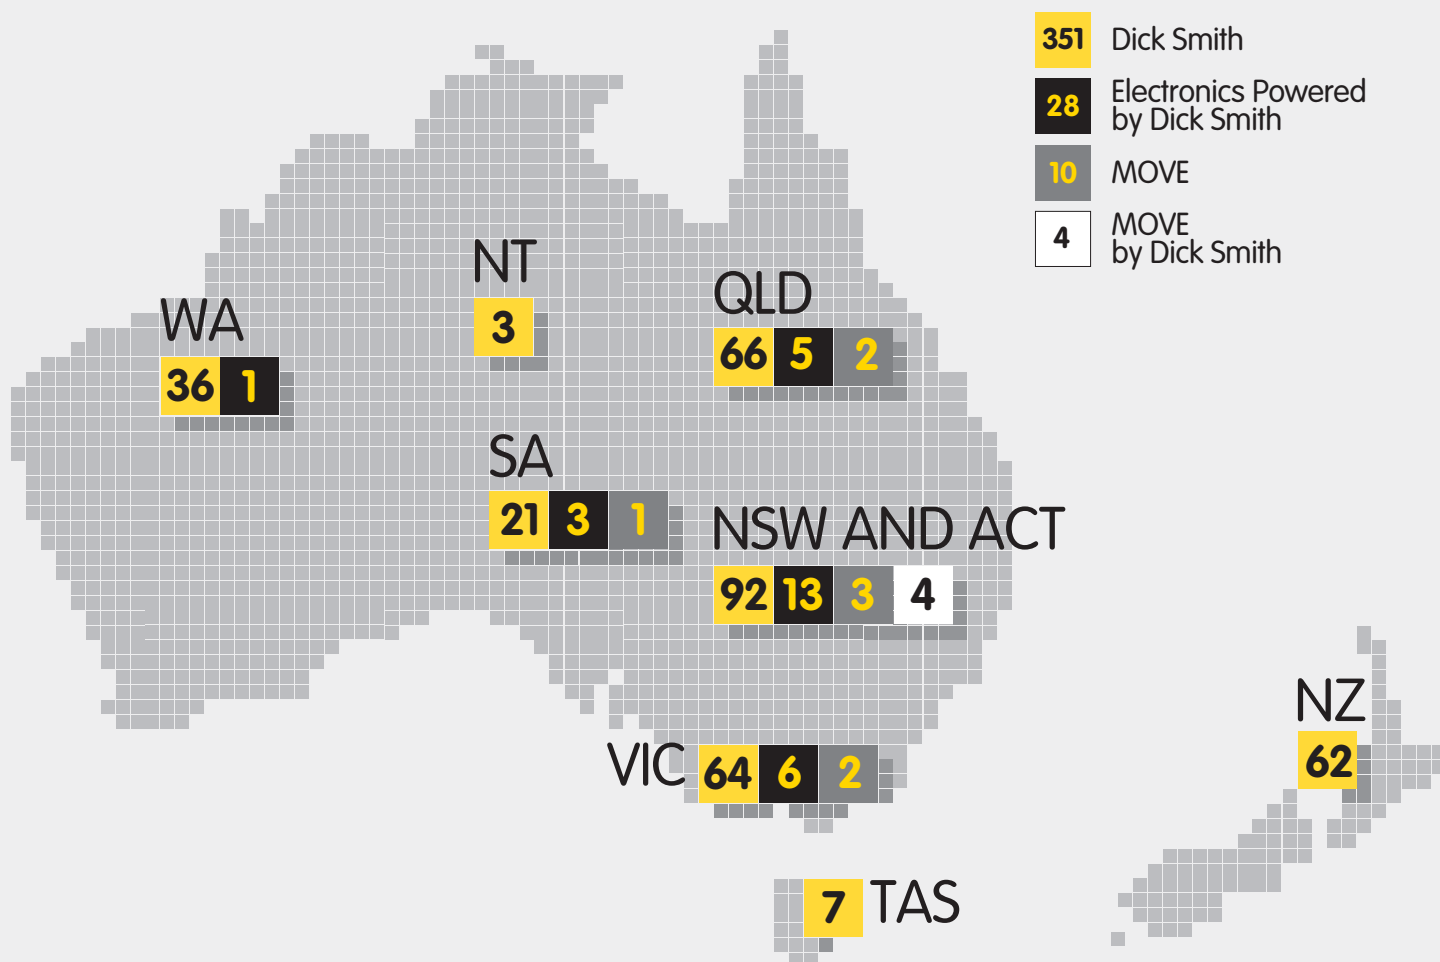 351 Dick Smith
28 Electronics Powered
by Dick Smith
10 MOVE
4 MOVE
by Dick Smith
NT
3
QLD
66 5 2
WA
36 1
SA
21 3 1
NSW AND ACT
92 13 3 4
NZ
62
VIC 64 6 2
7 TAS